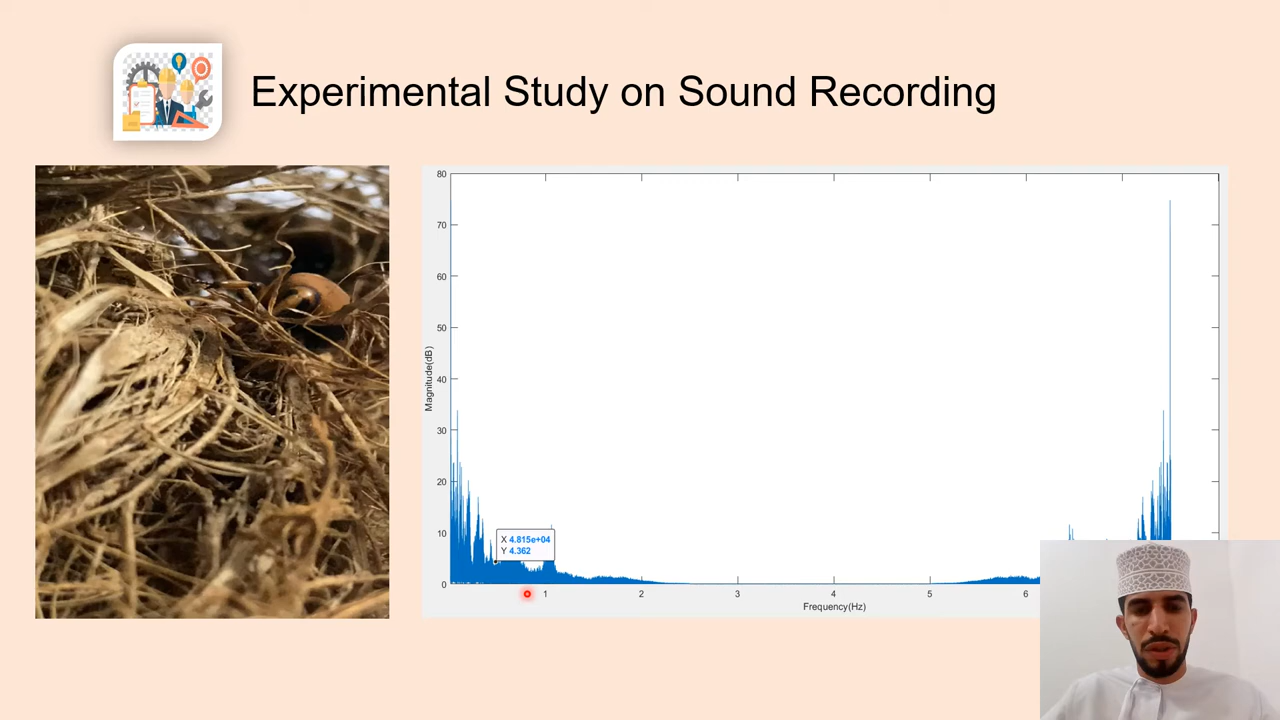 Experimental Study on Sound Recording
80
70
60
50
40
30
20
10
0
Magnitude(dB)
X 4.815e+04
Y 4.362
1 2 3 4 5 6
Frequency(Hz)